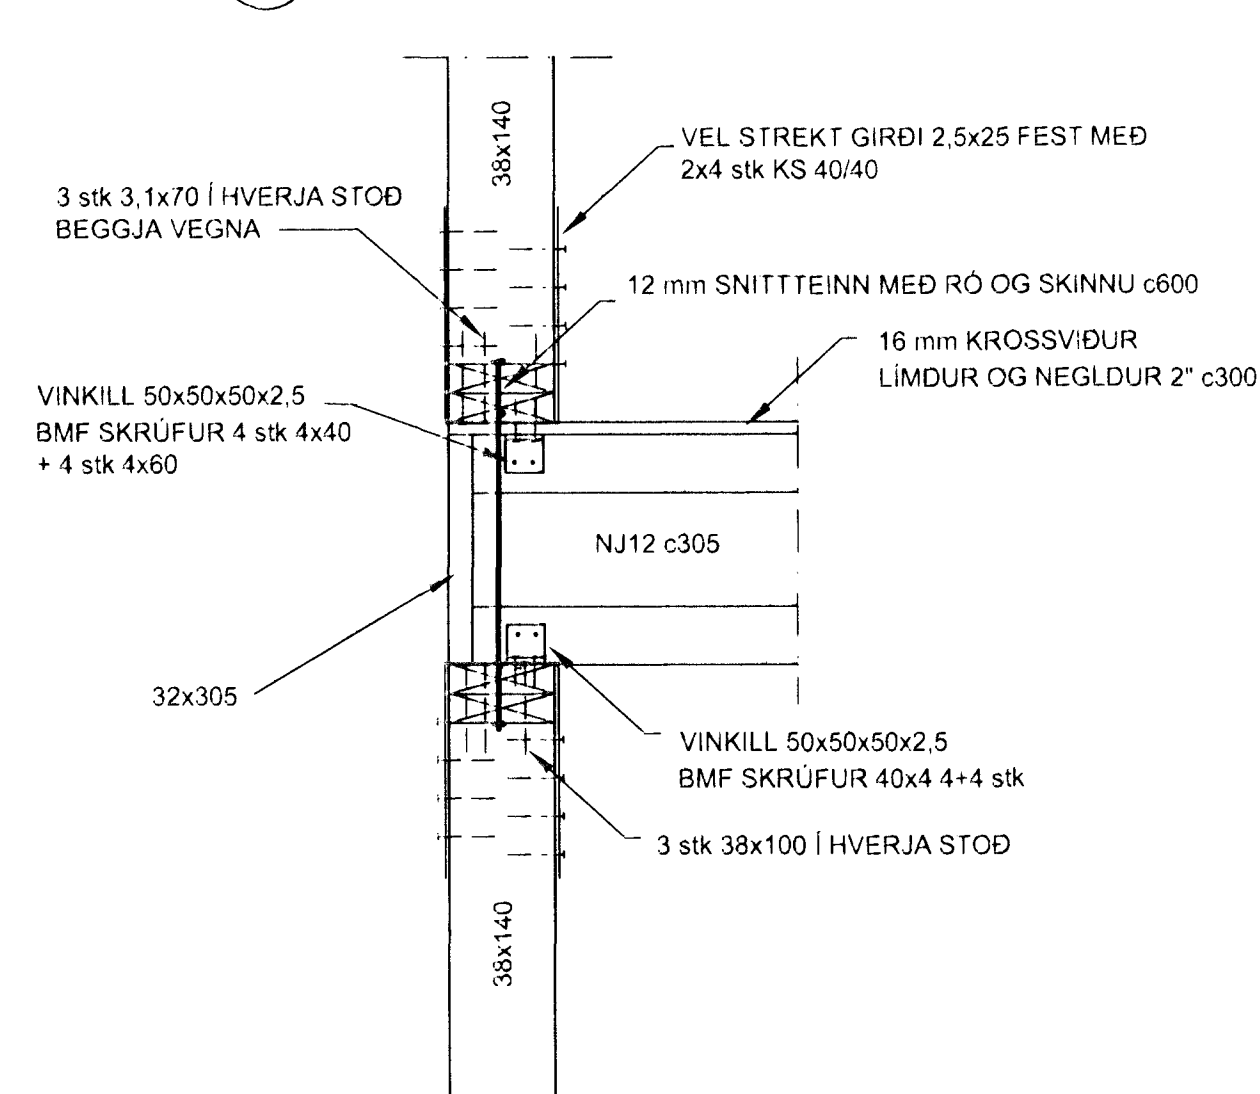 38x140
VEL STREKT GIRÐI 2,5x25 FEST MEÐ
2x4 stk KS 40/40
3 stk 3,1x70 Í HVERJA STOÐ
BEGGJA VEGNA
12 mm SNITTTEINN MEÐ RÓ OG SKINNU c600
16 mm KROSSVIÐUR
LÍMDUR OG NEGLDUR 2" c300
VINKILL 50x50x50x2,5
BMF SKRÚFUR 4 stk 4x40
+ 4 stk 4x60
NJ12 c305
32x305
VINKILL 50x50x50x2,5
BMF SKRÚFUR 40x4 4+4 stk
3 stk 38x100 Í HVERJA STOÐ
38x140